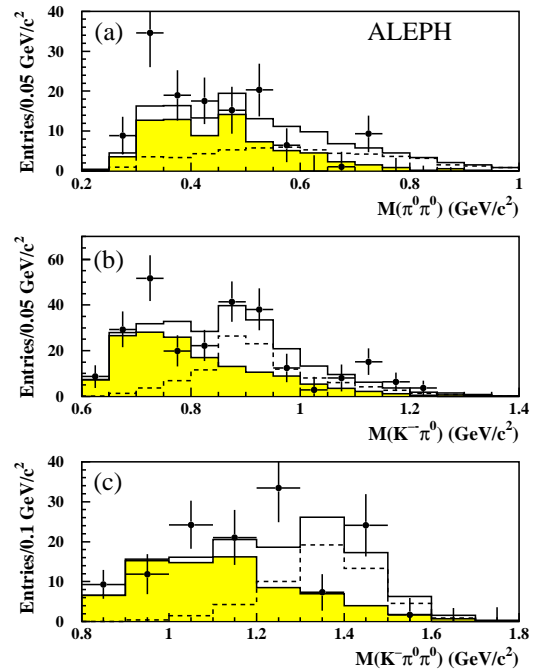 (a)
ALEPH
Entries/0.05 GeV/c²
40
30
20
10
0
0.2 0.4 0.6 0.8 1
M(π⁰π⁰) (GeV/c²)
(b)
Entries/0.05 GeV/c²
60
40
20
0
0.6 0.8 1 1.2 1.4
M(K⁻π⁰) (GeV/c²)
(c)
Entries/0.1 GeV/c²
40
30
20
10
0
0.8 1 1.2 1.4 1.6 1.8
M(K⁻π⁰π⁰) (GeV/c²)